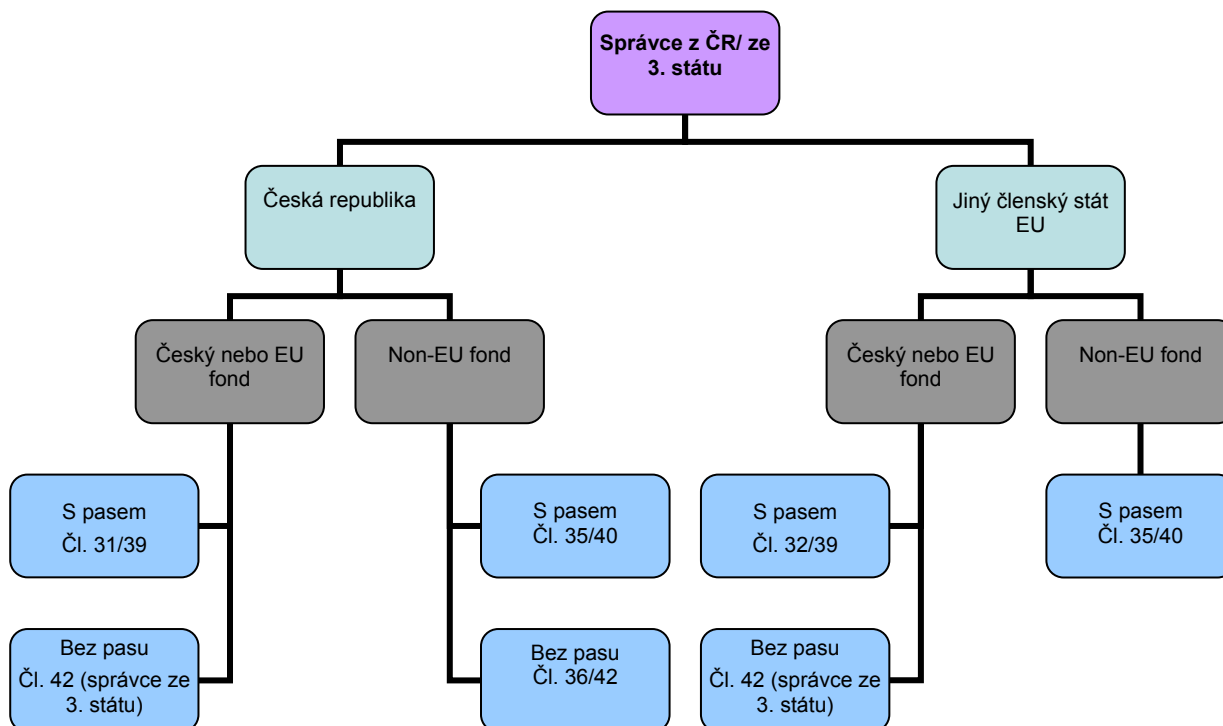 Správce z ČR/ ze
3. státu
Česká republika
Jiný členský stát
EU
Český nebo EU
fond
Non-EU fond
Český nebo EU
fond
Non-EU fond
S pasem
Čl. 31/39
S pasem
Čl. 35/40
S pasem
Čl. 32/39
S pasem
Čl. 35/40
Bez pasu
Čl. 42 (správce ze
3. státu)
Bez pasu
Čl. 36/42
Bez pasu
Čl. 42 (správce ze
3. státu)